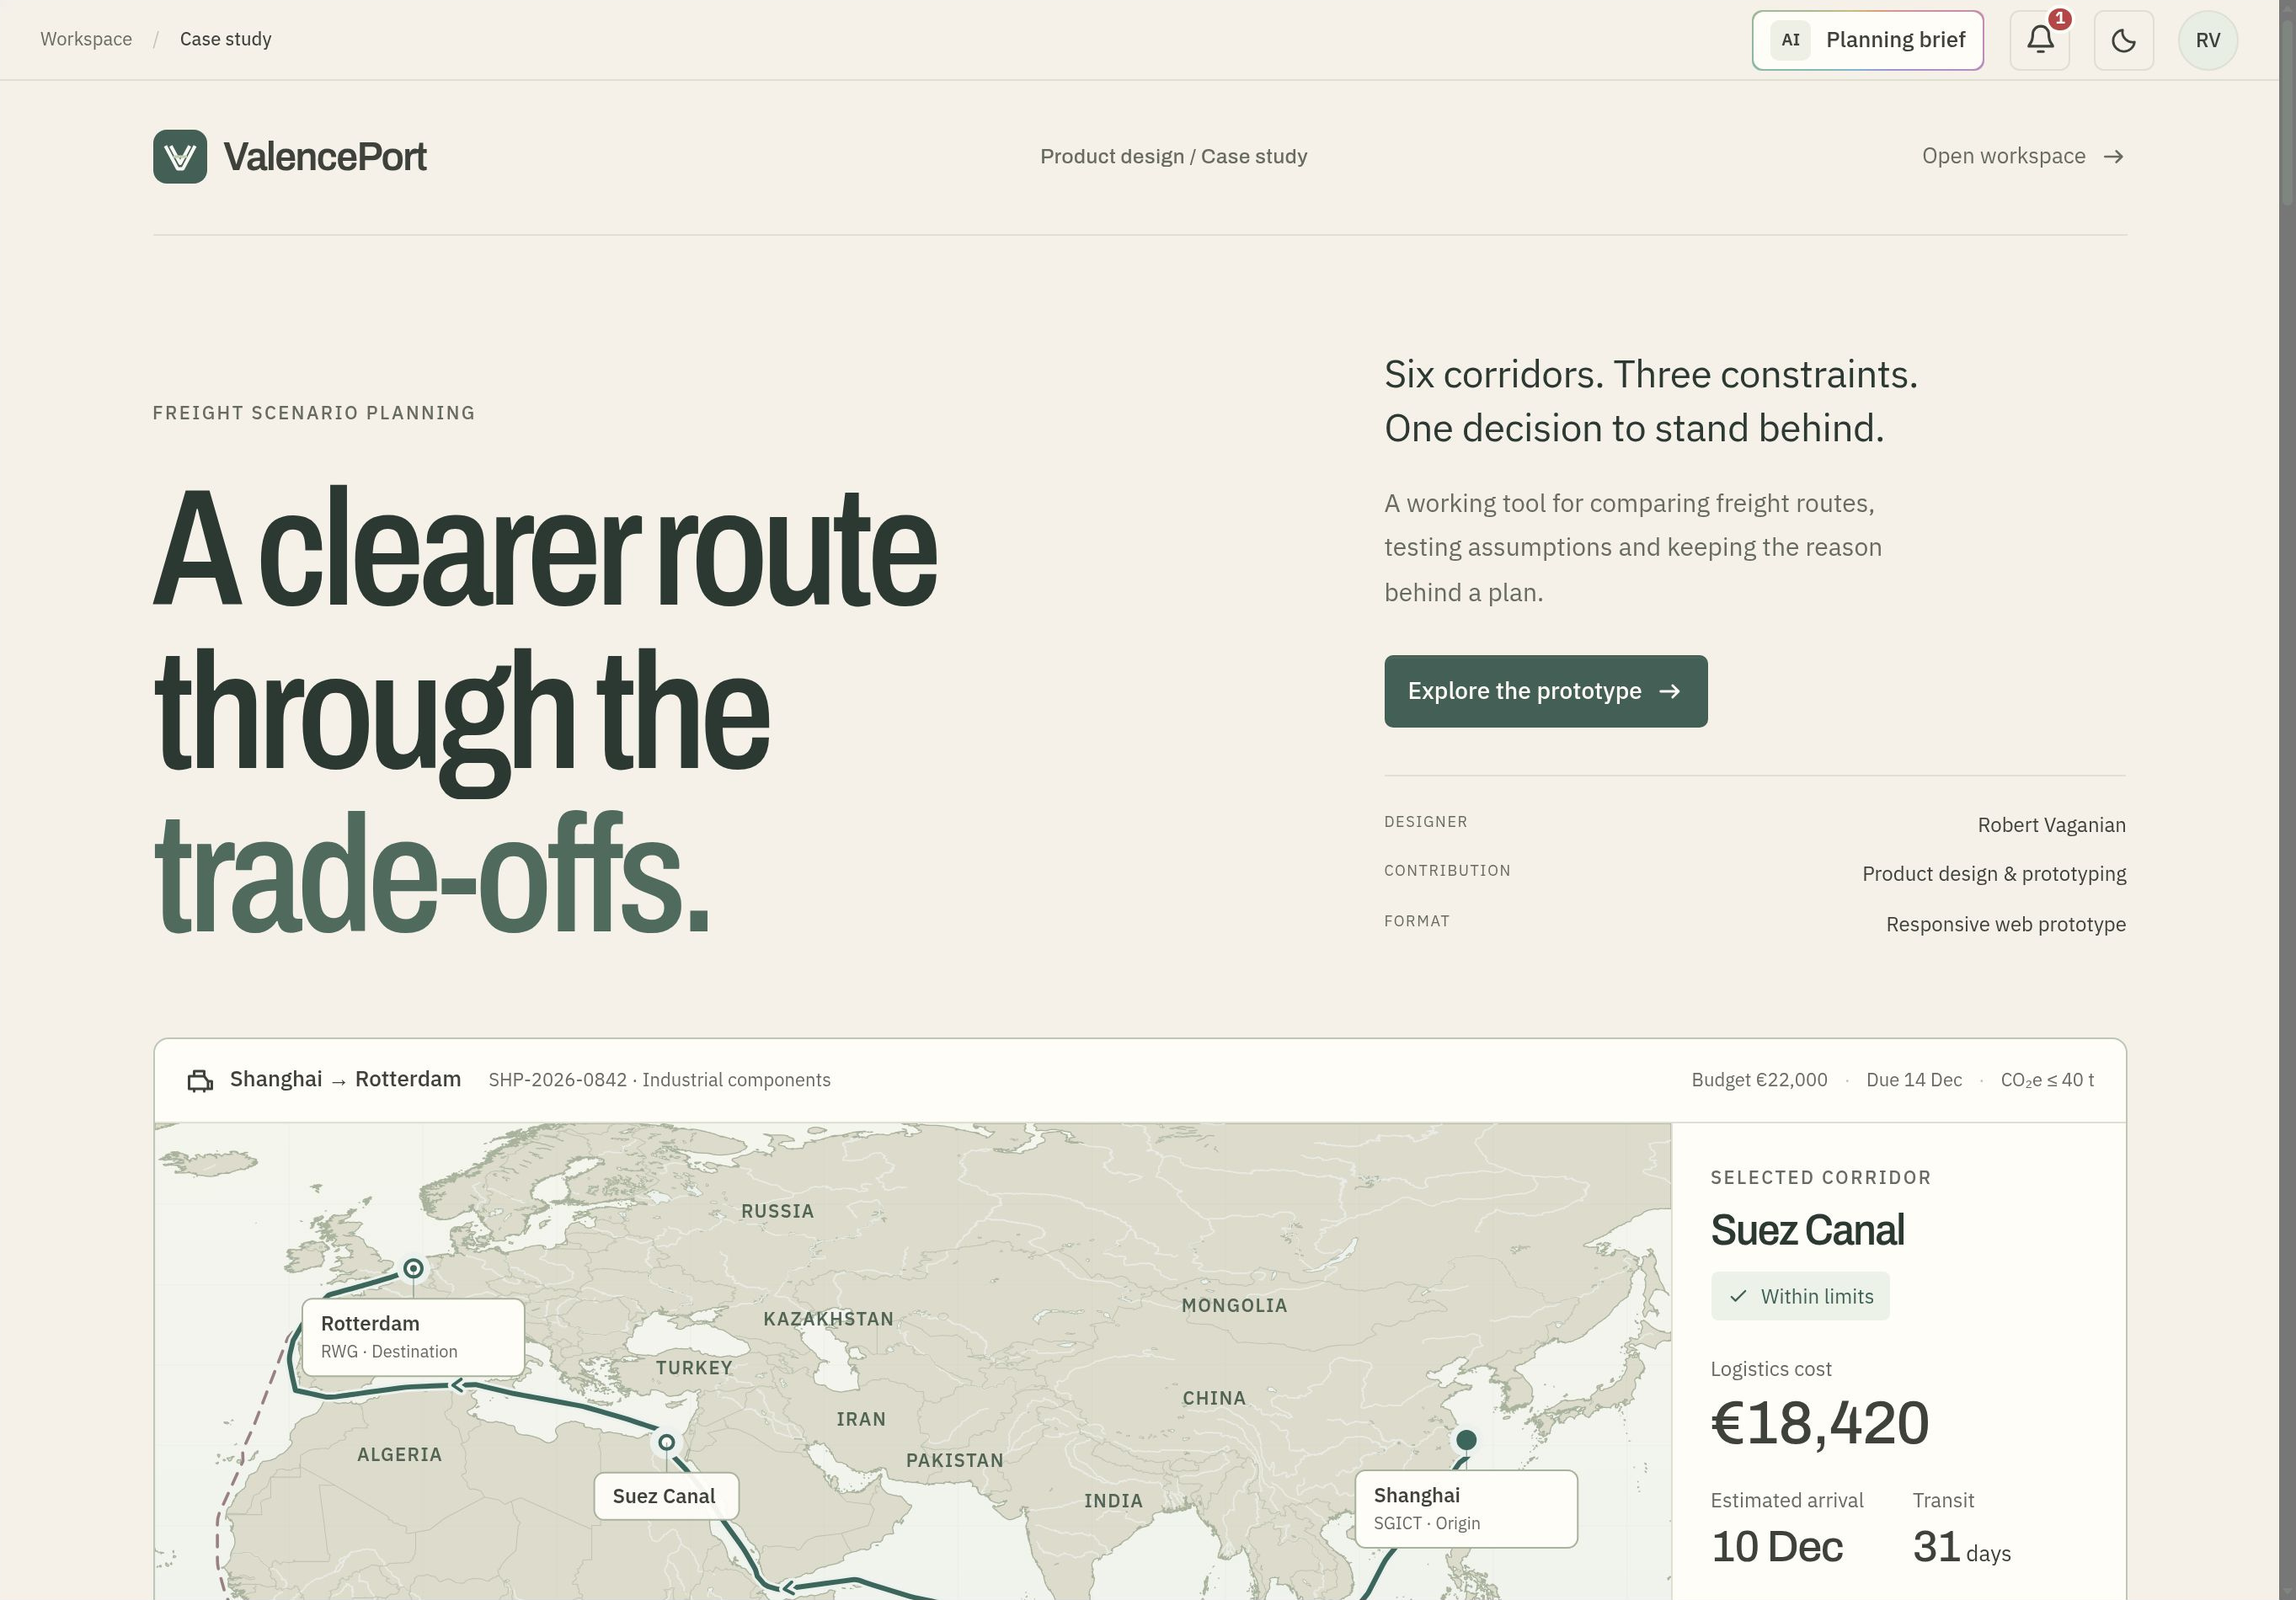 Workspace / Case study
AI Planning brief
1
RV
ValencePort
Product design / Case study
Open workspace →
FREIGHT SCENARIO PLANNING
A clearer route
through the
trade-offs.
Six corridors. Three constraints.
One decision to stand behind.
A working tool for comparing freight routes,
testing assumptions and keeping the reason
behind a plan.
Explore the prototype →
DESIGNER Robert Vaganian
CONTRIBUTION Product design & prototyping
FORMAT Responsive web prototype
Shanghai → Rotterdam SHP-2026-0842 · Industrial components
Budget €22,000 · Due 14 Dec · CO₂e ≤ 40 t
RUSSIA
KAZAKHSTAN
MONGOLIA
Rotterdam
RWG · Destination
TURKEY
CHINA
IRAN
ALGERIA
PAKISTAN
INDIA
Suez Canal
Shanghai
SGICT · Origin
SELECTED CORRIDOR
Suez Canal
Within limits
Logistics cost
€18,420
Estimated arrival Transit
10 Dec 31 days